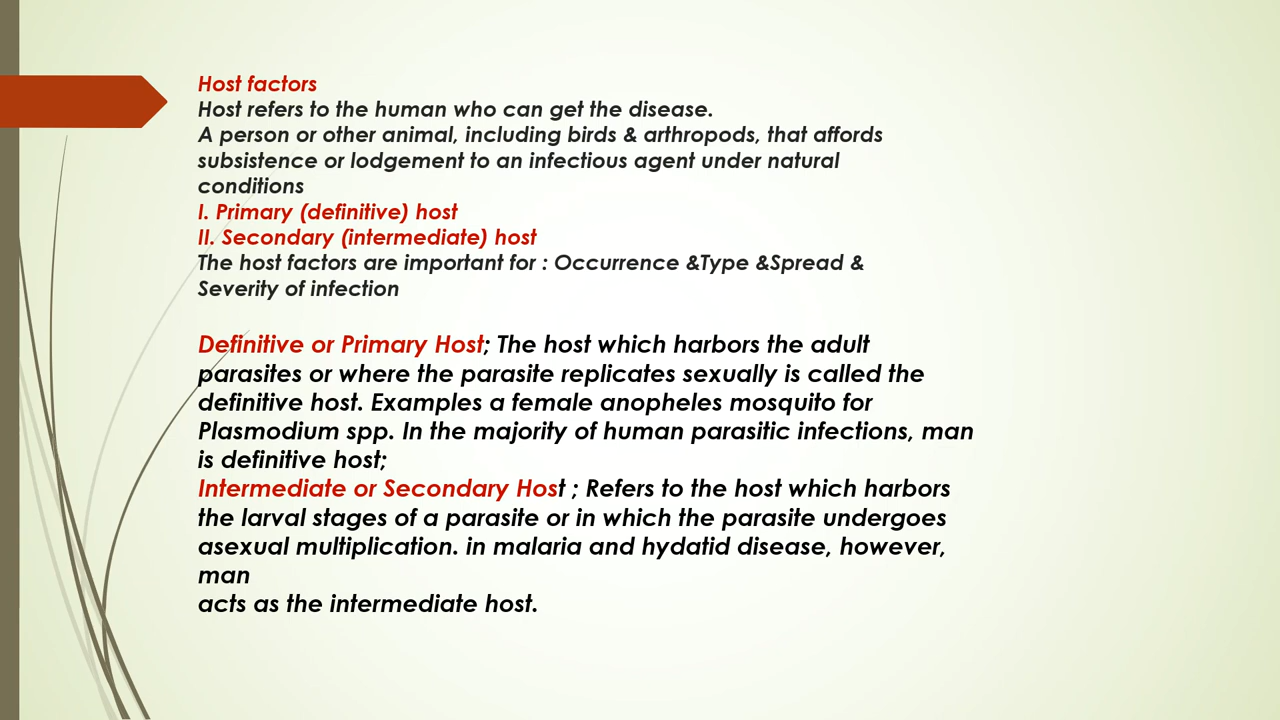 Host factors
Host refers to the human who can get the disease.
A person or other animal, including birds & arthropods, that affords
subsistence or lodgement to an infectious agent under natural
conditions
I. Primary (definitive) host
II. Secondary (intermediate) host
The host factors are important for : Occurrence &Type &Spread &
Severity of infection
Definitive or Primary Host; The host which harbors the adult
parasites or where the parasite replicates sexually is called the
definitive host. Examples a female anopheles mosquito for
Plasmodium spp. In the majority of human parasitic infections, man
is definitive host;
Intermediate or Secondary Host ; Refers to the host which harbors
the larval stages of a parasite or in which the parasite undergoes
asexual multiplication. in malaria and hydatid disease, however,
man
acts as the intermediate host.